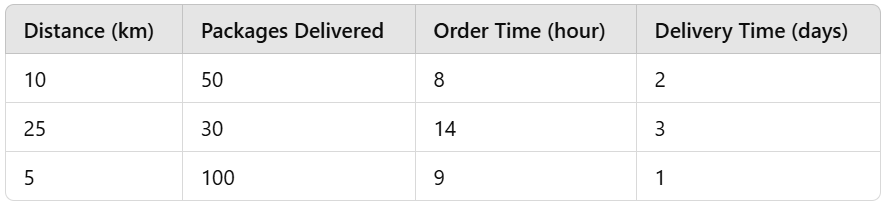 Distance (km) Packages Delivered Order Time (hour) Delivery Time (days)
10 50 8 2
25 30 14 3
5 100 9 1